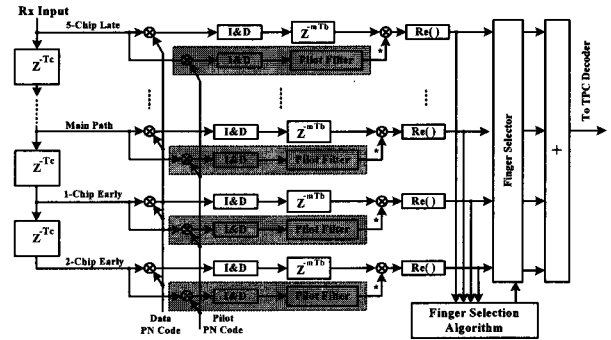 Rx Input
5-Chip Late
I&D
Z^-mTb
Re( )
Z^-Tc
I&D
Pilot Filter
*
Main Path
I&D
Z^-mTb
Re( )
Z^-Tc
I&D
Pilot Filter
*
1-Chip Early
I&D
Z^-mTb
Re( )
Z^-Tc
I&D
Pilot Filter
*
2-Chip Early
I&D
Z^-mTb
Re( )
I&D
Pilot Filter
*
Data
PN Code
Pilot
PN Code
Finger Selector
+
To TPC Decoder
Finger Selection
Algorithm